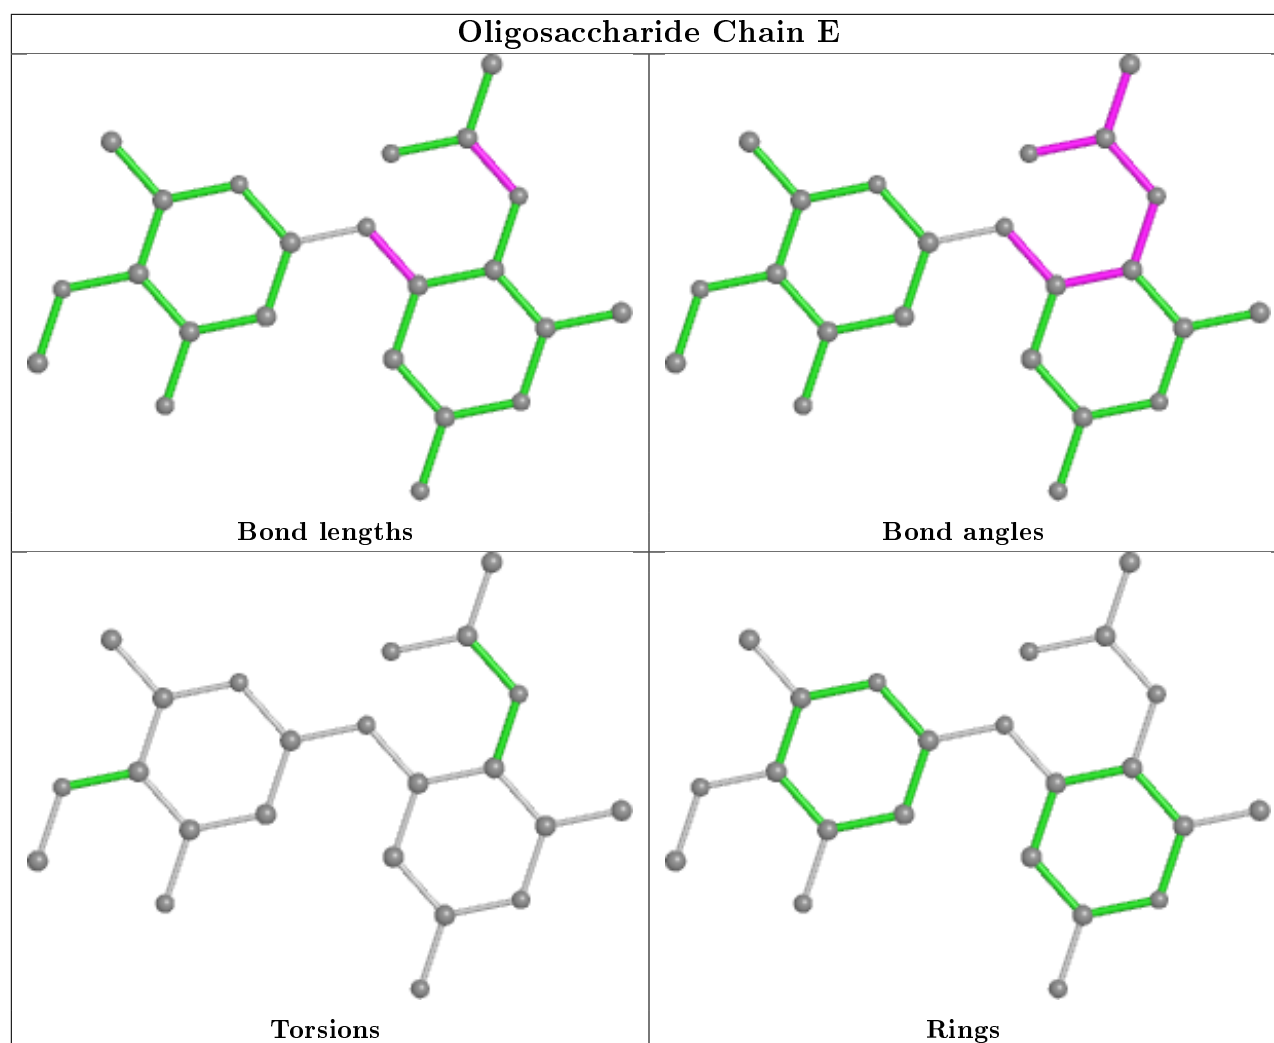 Oligosaccharide Chain E
Bond lengths
Bond angles
Torsions
Rings